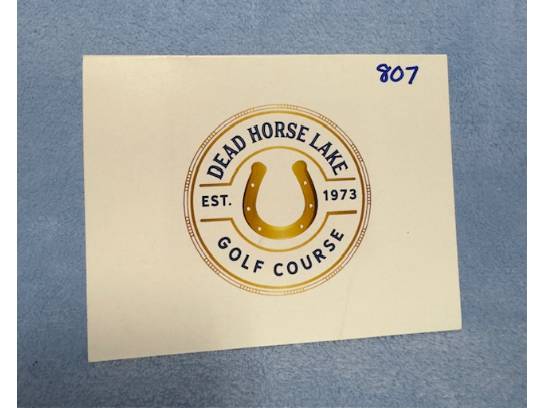 807
DEAD HORSE LAKE
EST. 1973
GOLF COURSE